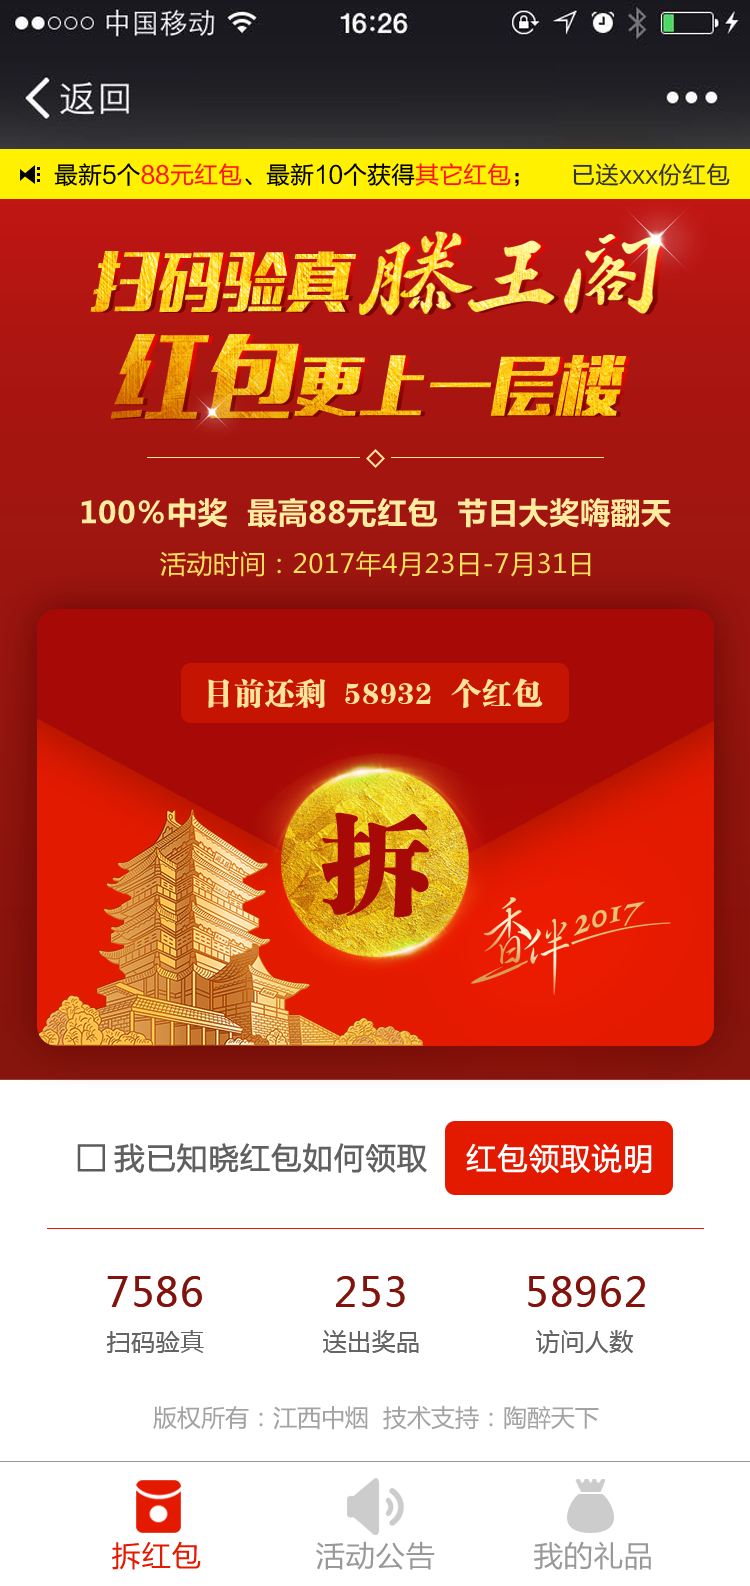 中国移动 16:26
返回
最新5个88元红包、最新10个获得其它红包； 已送xxx份红包
扫码验真滕王阁
红包更上一层楼
100%中奖 最高88元红包 节日大奖嗨翻天
活动时间：2017年4月23日-7月31日
目前还剩 58932 个红包
拆
香伴2017
我已知晓红包如何领取 红包领取说明
7586 253 58962
扫码验真 送出奖品 访问人数
版权所有：江西中烟 技术支持：陶醉天下
拆红包 活动公告 我的礼品